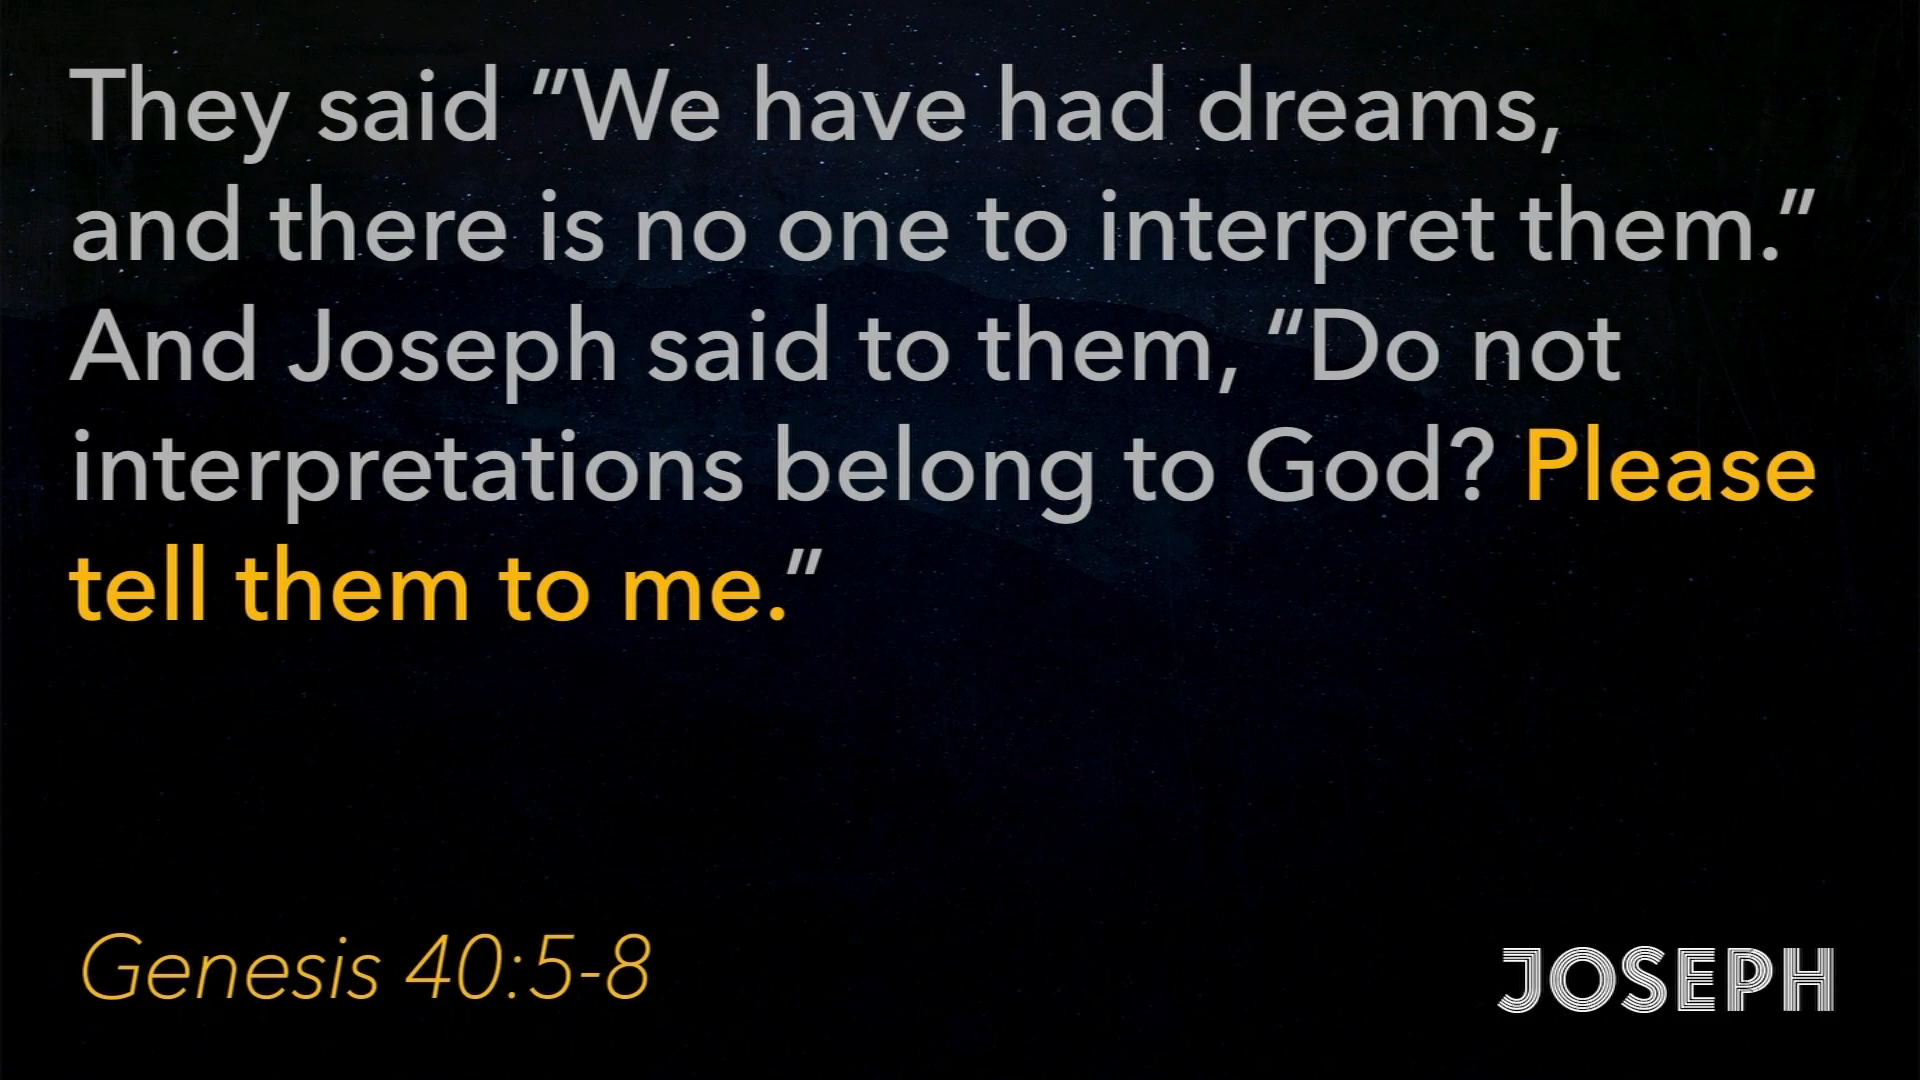 They said “We have had dreams,
and there is no one to interpret them.”
And Joseph said to them, “Do not
interpretations belong to God? Please
tell them to me.”
Genesis 40:5-8
JOSEPH